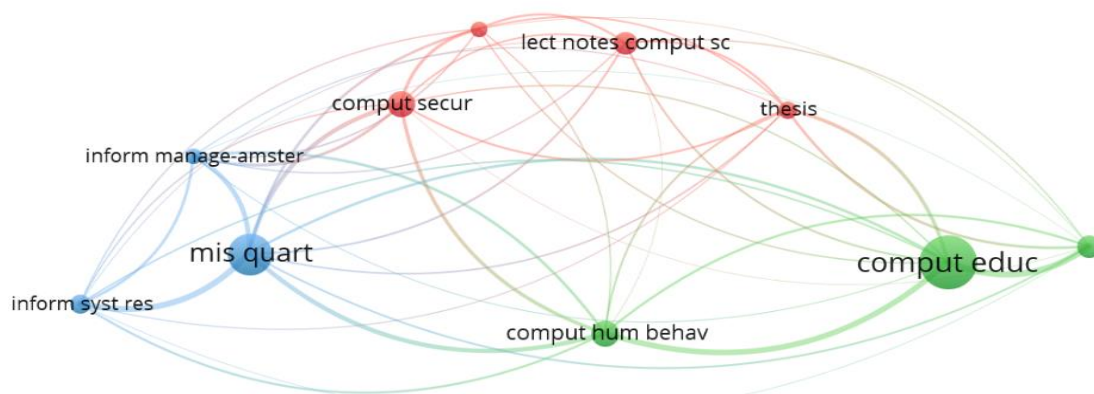 lect notes comput sc
comput secur
thesis
inform manage-amster
mis quart
comput educ
inform syst res
comput hum behav